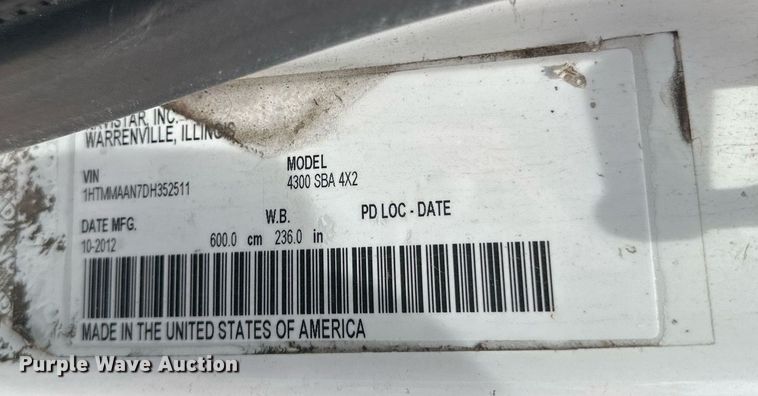 INC.
WARRENVILLE, ILLINOIS
VIN
1HTMMAAN7DH352511
MODEL
4300 SBA 4X2
DATE MFG.
10-2012
W.B.
600.0 cm 236.0 in
PD LOC - DATE
MADE IN THE UNITED STATES OF AMERICA
Purple Wave Auction